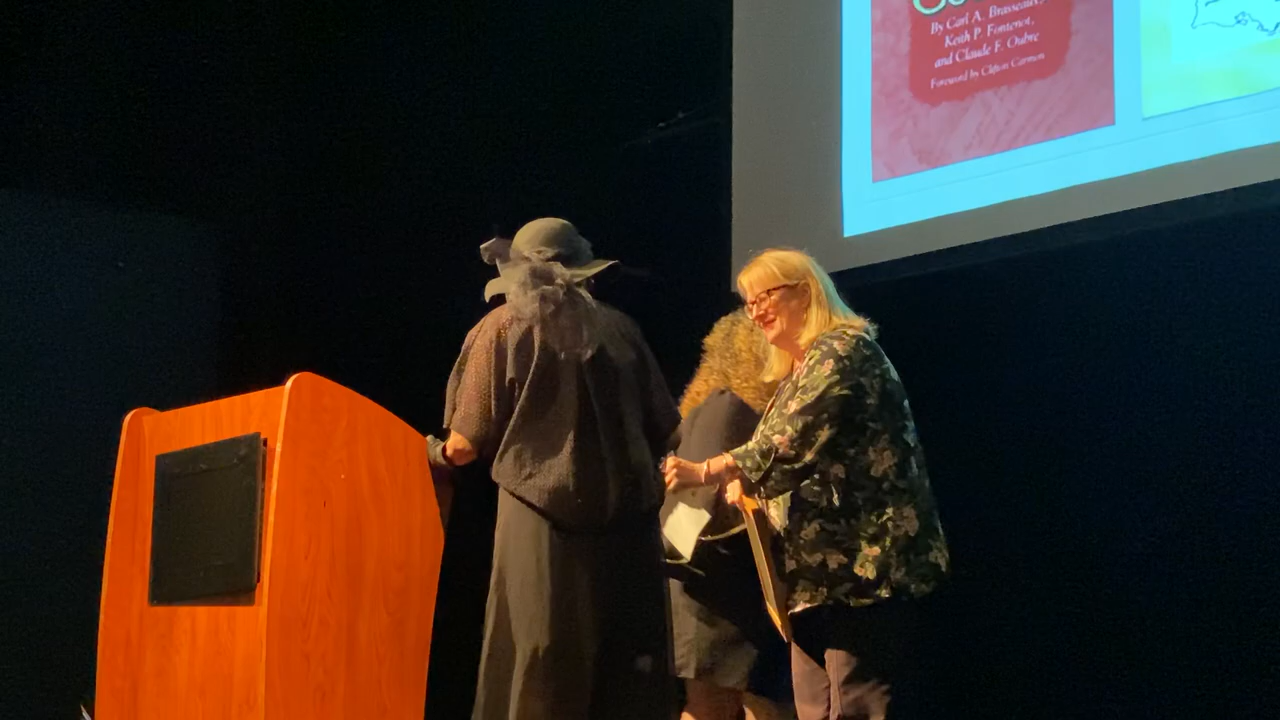 By Carl A. Brasseaux,
Keith P. Fontenot,
and Claude F. Oubre
Foreword by Clifton Carmon